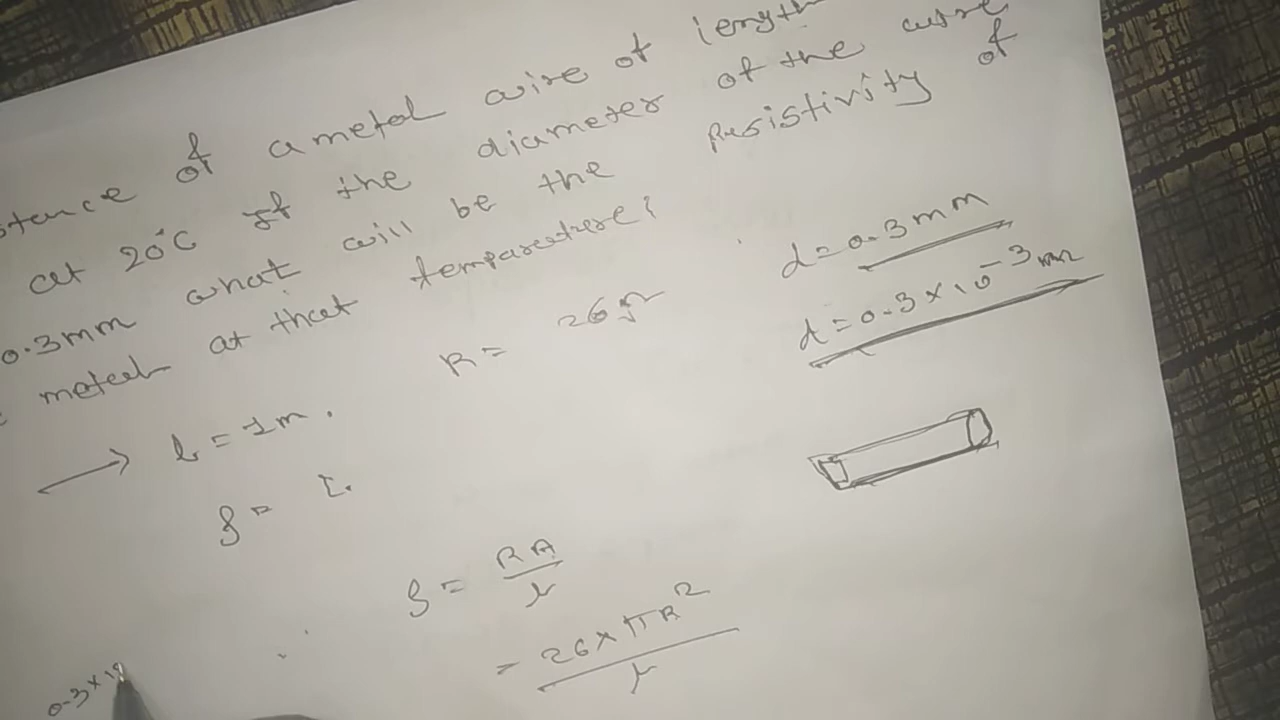 stance of a metal wire of length
at 20°C If the diameter of the wire
0.3mm what will be the resistivity of
metal at that temperature?
R = 26Ω
d = 0.3mm
d = 0.3 × 10⁻³m
→ l = 1m.
ρ = ?
ρ = RA/l
= 26 × πR²/l
0.3 × 10